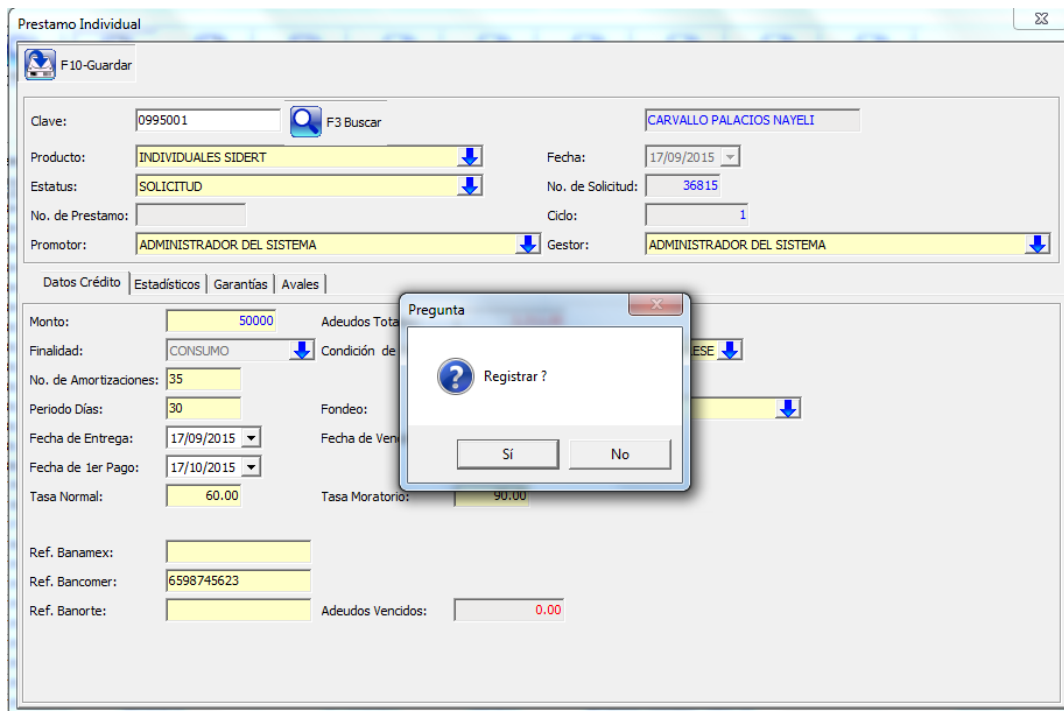 Prestamo Individual
F10-Guardar
Clave: 0995001 F3 Buscar CARVALLO PALACIOS NAYELI
Producto: INDIVIDUALES SIDERT Fecha: 17/09/2015
Estatus: SOLICITUD No. de Solicitud: 36815
No. de Prestamo: Ciclo: 1
Promotor: ADMINISTRADOR DEL SISTEMA Gestor: ADMINISTRADOR DEL SISTEMA
Datos Crédito Estadísticos Garantías Avales
Monto: 50000 Adeudos
Finalidad: CONSUMO Condición de
No. de Amortizaciones: 35
Periodo Días: 30 Fondeo:
Fecha de Entrega: 17/09/2015 Fecha de
Fecha de 1er Pago: 17/10/2015
Tasa Normal: 60.00 Tasa Moratorio: 90.00
Ref. Banamex:
Ref. Bancomer: 6598745623
Ref. Banorte: Adeudos Vencidos: 0.00
Pregunta
Registrar ?
Sí No